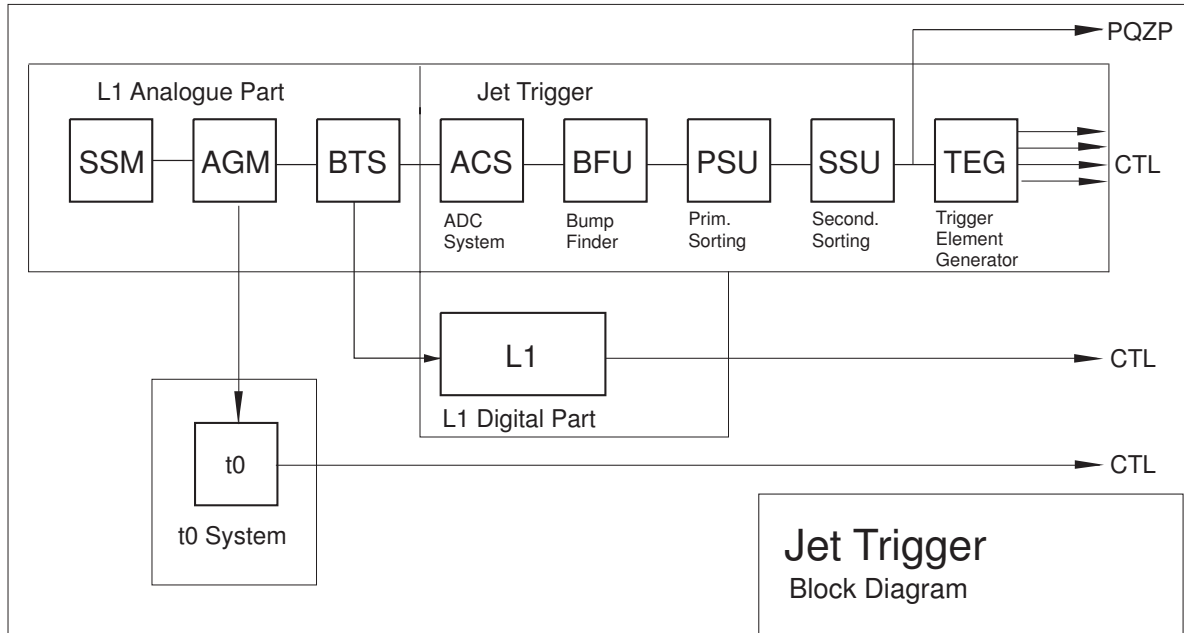 PQZP
L1 Analogue Part
Jet Trigger
SSM
AGM
BTS
ACS
BFU
PSU
SSU
TEG
CTL
ADC
System
Bump
Finder
Prim.
Sorting
Second.
Sorting
Trigger
Element
Generator
L1
CTL
L1 Digital Part
t0
CTL
t0 System
Jet Trigger
Block Diagram